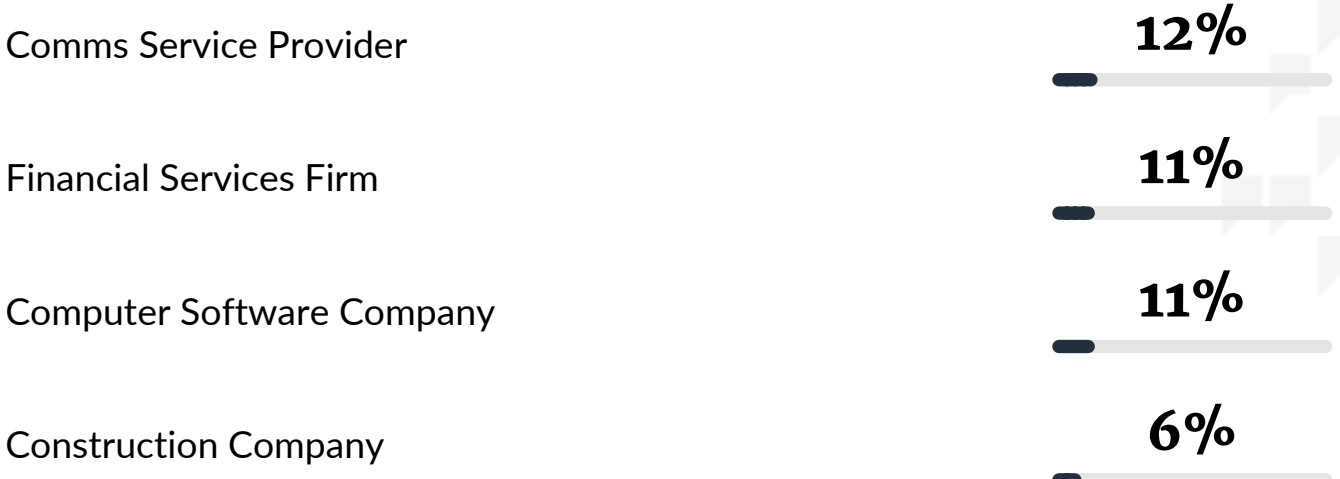 Comms Service Provider 12%
Financial Services Firm 11%
Computer Software Company 11%
Construction Company 6%